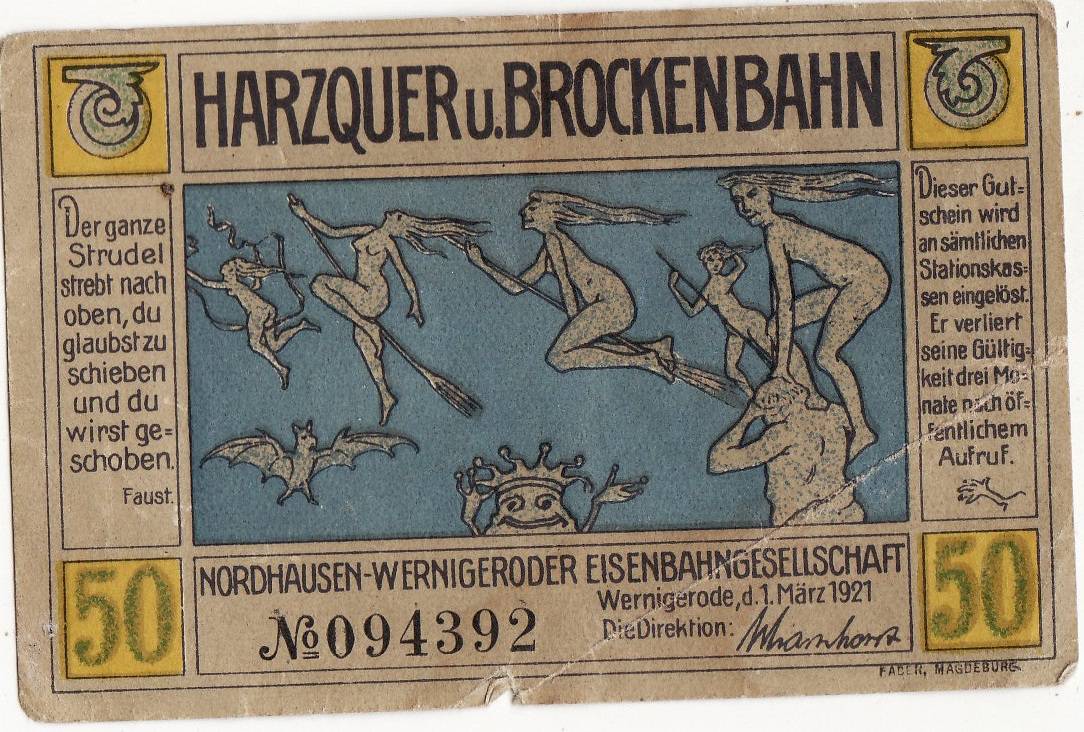 HARZQUER u. BROCKENBAHN
Der ganze
Strudel
strebt nach
oben, du
glaubst zu
schieben
und du
wirst ge=
schoben.
Faust.
Dieser Gut=
schein wird
an sämtlichen
Stationskas=
sen eingelöst.
Er verliert
seine Gültig=
keit drei Mo=
nate nach öf=
fentlichem
Aufruf.
50
NORDHAUSEN-WERNIGERODER EISENBAHNGESELLSCHAFT
Wernigerode, d. 1. März 1921
№ 094392
Die Direktion:
50
FABER, MAGDEBURG.